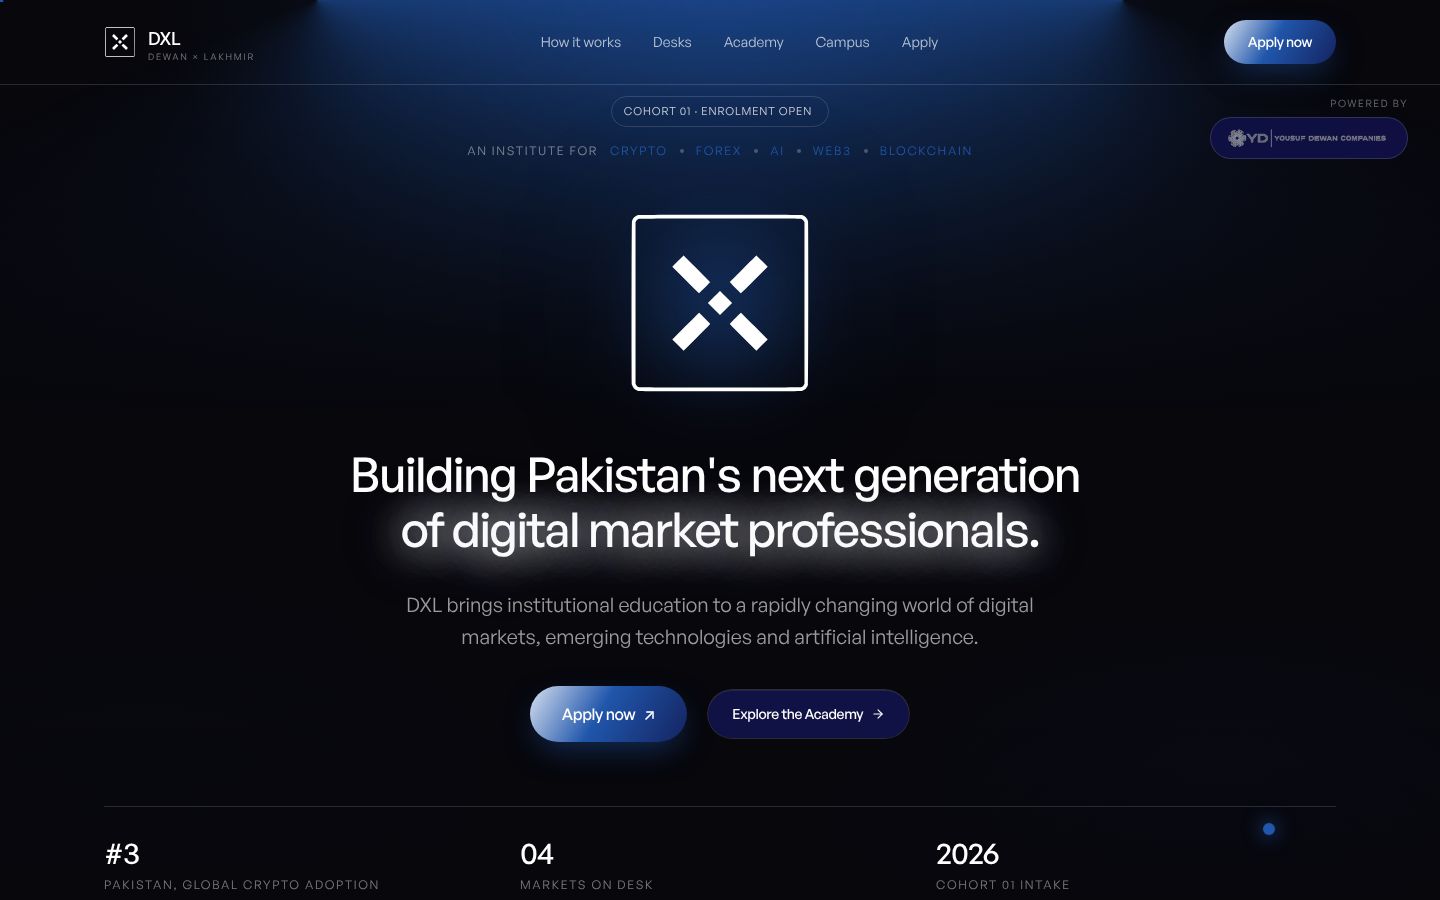 DXL
DEWAN × LAKHMIR
How it works
Desks
Academy
Campus
Apply
Apply now
COHORT 01 · ENROLMENT OPEN
POWERED BY
YD | YOUSUF DEWAN COMPANIES
AN INSTITUTE FOR CRYPTO • FOREX • AI • WEB3 • BLOCKCHAIN
Building Pakistan's next generation
of digital market professionals.
DXL brings institutional education to a rapidly changing world of digital
markets, emerging technologies and artificial intelligence.
Apply now ↗
Explore the Academy →
#3
PAKISTAN, GLOBAL CRYPTO ADOPTION
04
MARKETS ON DESK
2026
COHORT 01 INTAKE